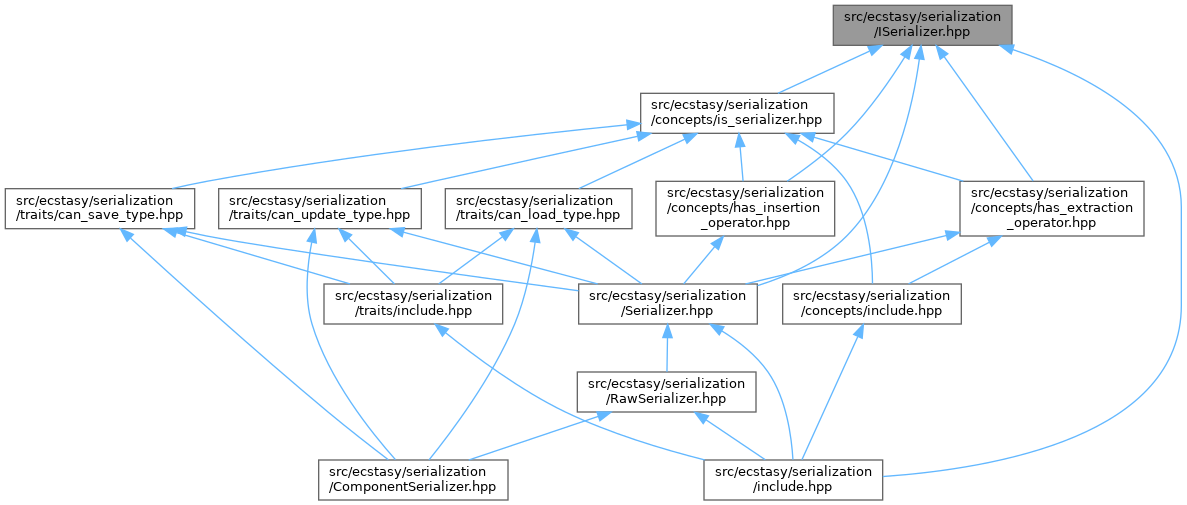 src/ecstasy/serialization
/ISerializer.hpp
src/ecstasy/serialization
/concepts/is_serializer.hpp
src/ecstasy/serialization
/traits/can_save_type.hpp
src/ecstasy/serialization
/traits/can_update_type.hpp
src/ecstasy/serialization
/traits/can_load_type.hpp
src/ecstasy/serialization
/concepts/has_insertion
_operator.hpp
src/ecstasy/serialization
/concepts/has_extraction
_operator.hpp
src/ecstasy/serialization
/traits/include.hpp
src/ecstasy/serialization
/Serializer.hpp
src/ecstasy/serialization
/concepts/include.hpp
src/ecstasy/serialization
/RawSerializer.hpp
src/ecstasy/serialization
/ComponentSerializer.hpp
src/ecstasy/serialization
/include.hpp